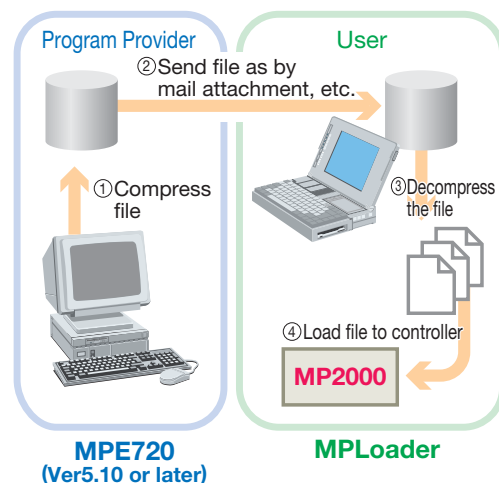 Program Provider
User
②Send file as by
mail attachment, etc.
①Compress
file
③Decompress
the file
④Load file to controller
MP2000
MPE720
(Ver5.10 or later)
MPLoader